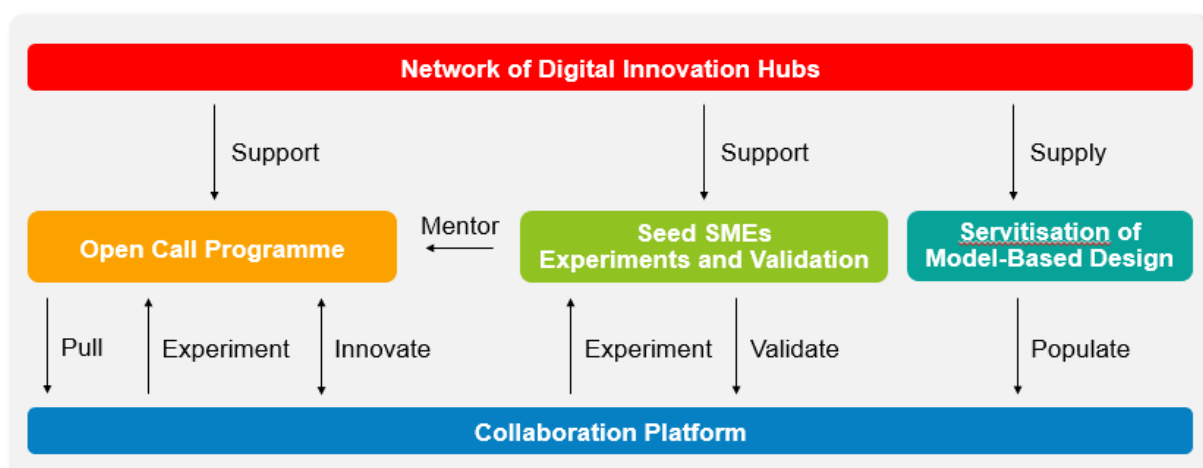 Network of Digital Innovation Hubs
Support
Support
Supply
Open Call Programme
Mentor
Seed SMEs
Experiments and Validation
Servitisation of
Model-Based Design
Pull
Experiment
Innovate
Experiment
Validate
Populate
Collaboration Platform